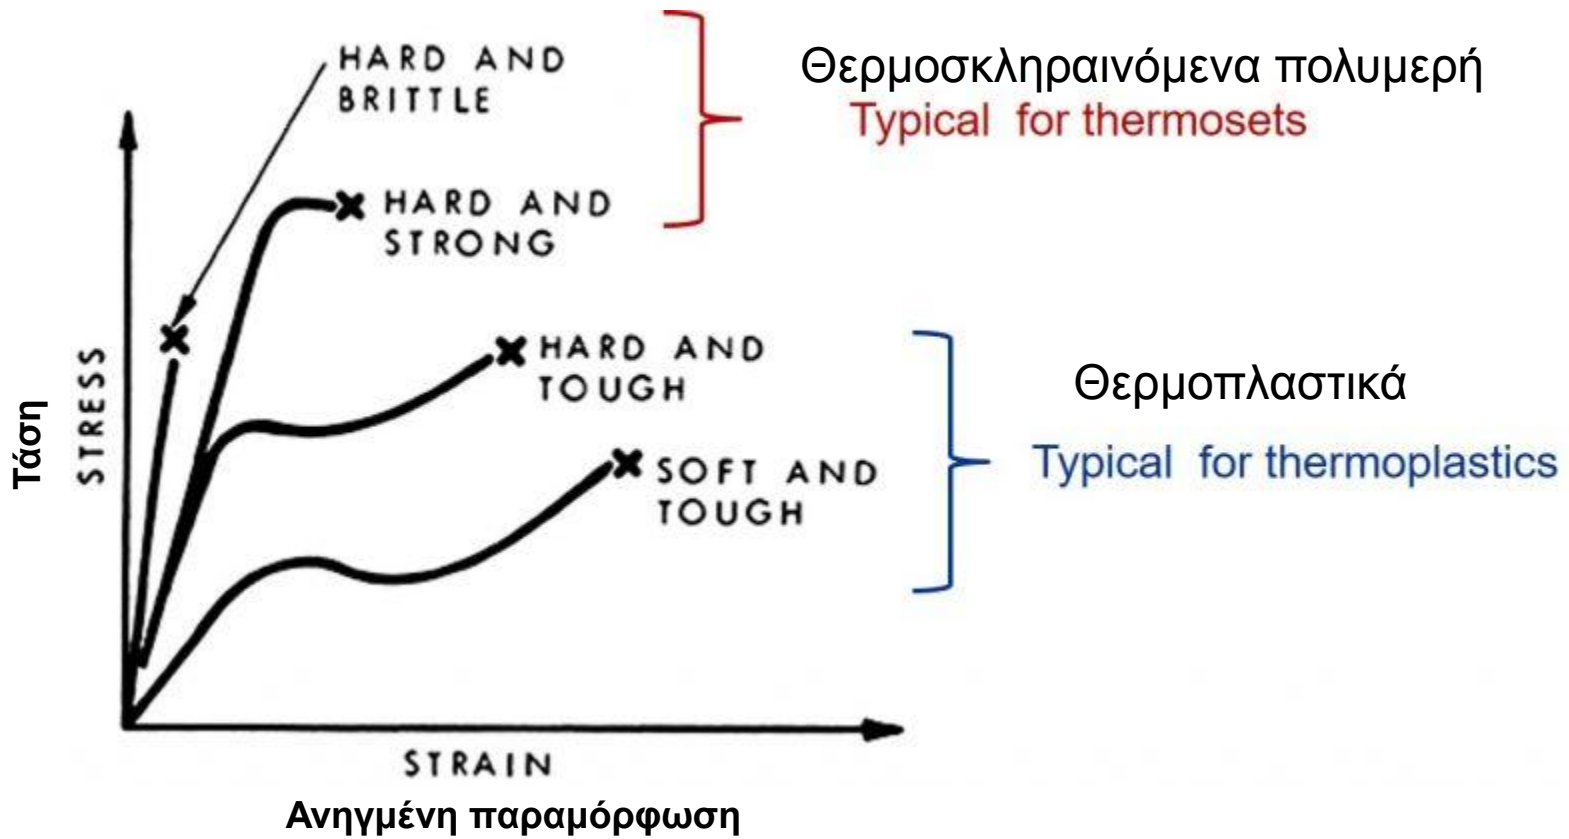 HARD AND
BRITTLE
Θερμοσκληραινόμενα πολυμερή
Typical for thermosets
HARD AND
STRONG
HARD AND
TOUGH
Θερμοπλαστικά
Typical for thermoplastics
SOFT AND
TOUGH
Τάση
STRESS
STRAIN
Ανηγμένη παραμόρφωση